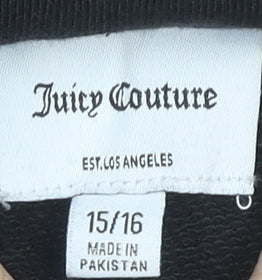 Juicy Couture
EST. LOS ANGELES
15/16
MADE IN
PAKISTAN